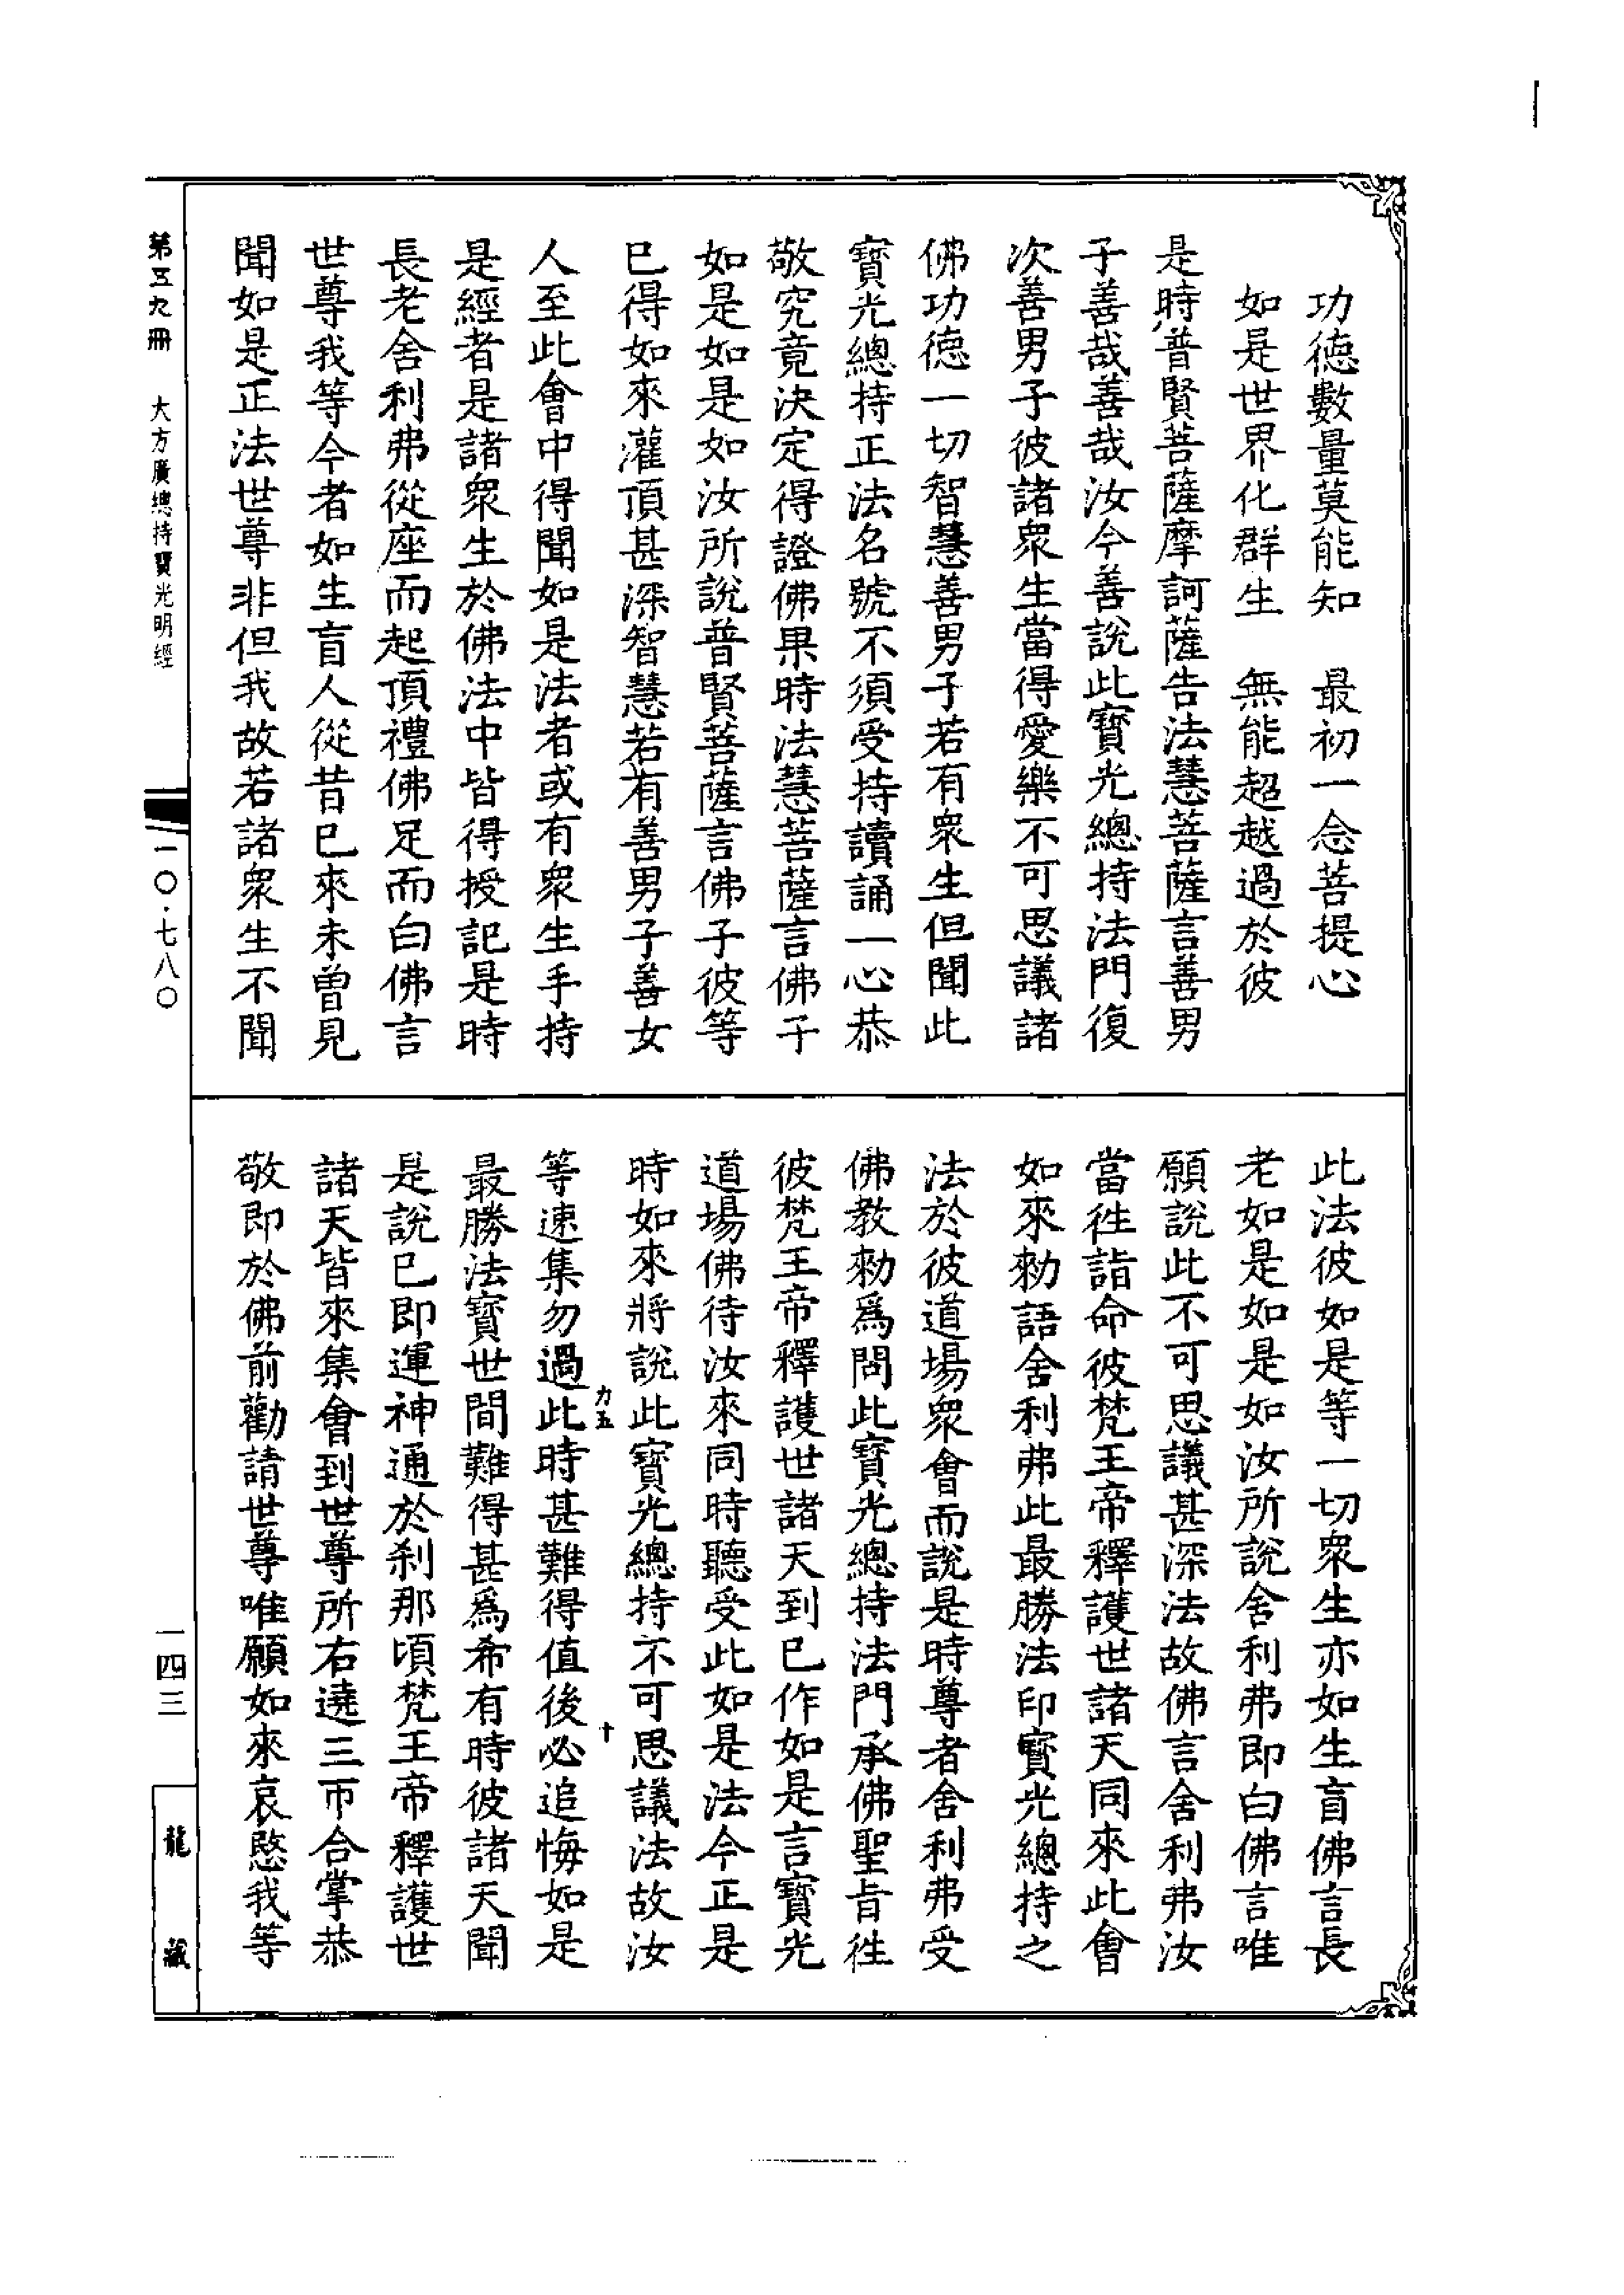 功德數量莫能知　最初一念菩提心
如是世界化群生　無能超越過於彼
是時普賢菩薩摩訶薩告法慧菩薩言善男
子善哉善哉汝今善說此寶光總持法門復
次善男子彼諸衆生當得愛樂不可思議諸
佛功德一切智慧善男子若有衆生但聞此
寶光總持正法名號不須受持讀誦一心恭
敬究竟決定得證佛果時法慧菩薩言佛子
如是如是如汝所說普賢菩薩言佛子彼等
已得如來灌頂甚深智慧若有善男子善女
人至此會中得聞如是法者或有衆生手持
是經者是諸衆生於佛法中皆得授記是時
長老舍利弗從座而起頂禮佛足而白佛言
世尊我等今者如生盲人從昔已來未曾見
聞如是正法世尊非但我故若諸衆生不聞
此法彼如是等一切衆生亦如生盲佛言長
老如是如是如汝所說舍利弗即白佛言唯
願說此不可思議甚深法故佛言舍利弗汝
當徃詣命彼梵王帝釋護世諸天同來此會
如來勑語舍利弗此最勝法印寶光總持之
法於彼道場衆會而說是時尊者舍利弗受
佛教勑爲問此寶光總持法門承佛聖旨徃
彼梵王帝釋護世諸天到已作如是言寶光
道場佛待汝來同時聽受此如是法今正是
時如來將說此寶光總持不可思議法故汝
力五　十
等速集勿過此時甚難得值後必追悔如是
最勝法寶世間難得甚爲希有時彼諸天聞
是說已即運神通於刹那頃梵王帝釋護世
諸天皆來集會到世尊所右遶三帀合掌恭
敬即於佛前勸請世尊唯願如來哀愍我等
第五九冊　大方廣總持寶光明經
一〇·七八〇
一四三
龍藏